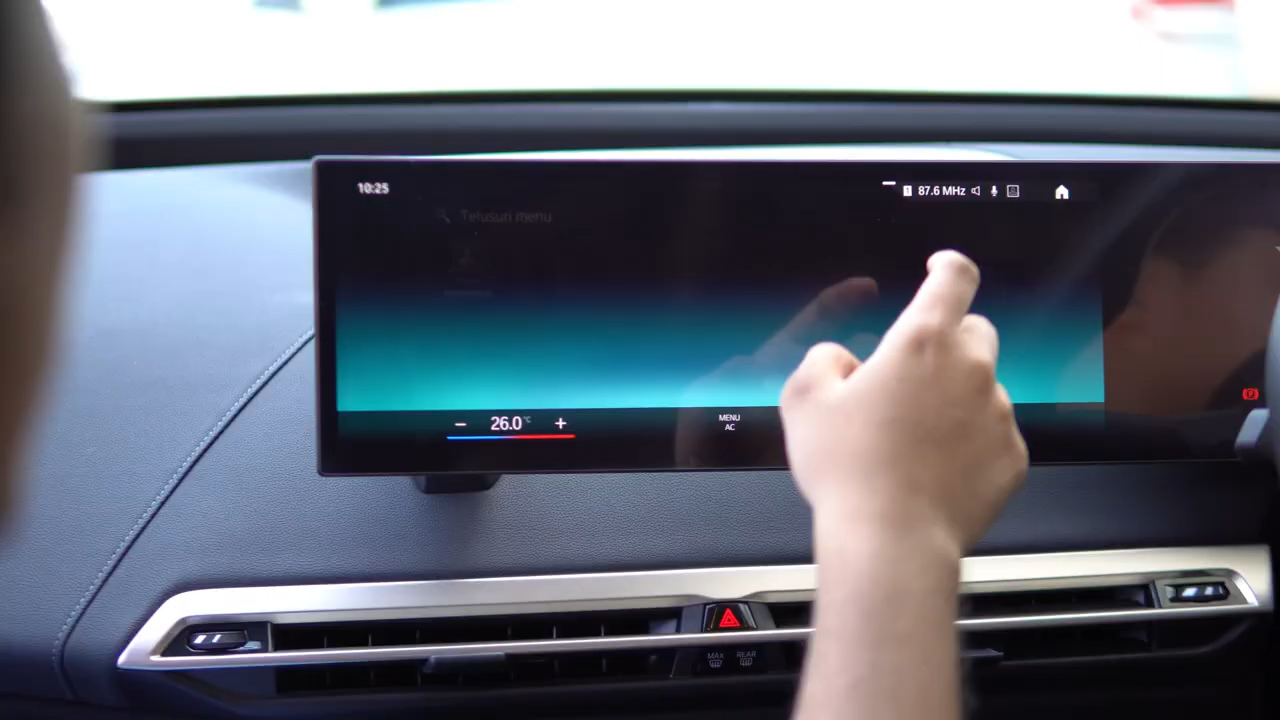 10:25
87.6 MHz
Telusuri menu
− 26.0°C +
MENU
AC
MAX REAR